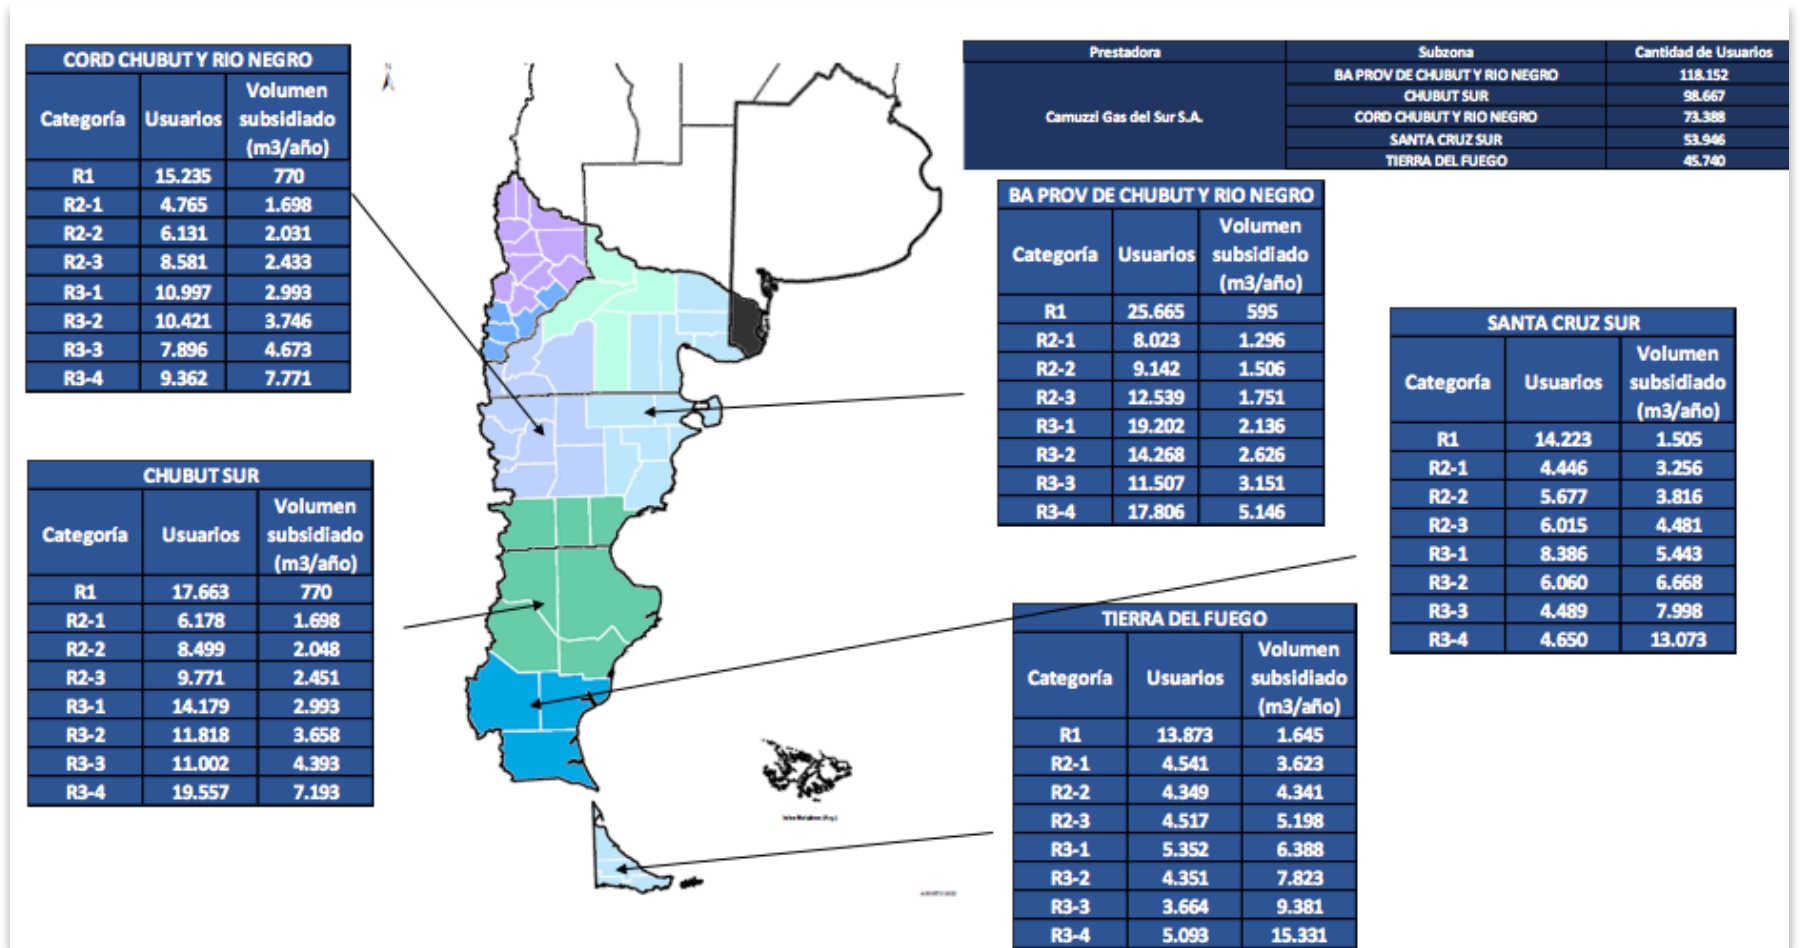 CORD CHUBUT Y RIO NEGRO
Categoría Usuarios Volumen subsidiado (m3/año)
R1 15.235 770
R2-1 4.765 1.698
R2-2 6.131 2.031
R2-3 8.581 2.433
R3-1 10.997 2.993
R3-2 10.421 3.746
R3-3 7.896 4.673
R3-4 9.362 7.771
CHUBUT SUR
Categoría Usuarios Volumen subsidiado (m3/año)
R1 17.663 770
R2-1 6.178 1.698
R2-2 8.499 2.048
R2-3 9.771 2.451
R3-1 14.179 2.993
R3-2 11.818 3.658
R3-3 11.002 4.393
R3-4 19.557 7.193
N
Prestadora Subzona Cantidad de Usuarios
Camuzzi Gas del Sur S.A.
BA PROV DE CHUBUT Y RIO NEGRO 118.152
CHUBUT SUR 98.667
CORD CHUBUT Y RIO NEGRO 73.388
SANTA CRUZ SUR 53.946
TIERRA DEL FUEGO 45.740
BA PROV DE CHUBUT Y RIO NEGRO
Categoría Usuarios Volumen subsidiado (m3/año)
R1 25.665 595
R2-1 8.023 1.296
R2-2 9.142 1.506
R2-3 12.539 1.751
R3-1 19.202 2.136
R3-2 14.268 2.626
R3-3 11.507 3.151
R3-4 17.806 5.146
SANTA CRUZ SUR
Categoría Usuarios Volumen subsidiado (m3/año)
R1 14.223 1.505
R2-1 4.446 3.256
R2-2 5.677 3.816
R2-3 6.015 4.481
R3-1 8.386 5.443
R3-2 6.060 6.668
R3-3 4.489 7.998
R3-4 4.650 13.073
TIERRA DEL FUEGO
Categoría Usuarios Volumen subsidiado (m3/año)
R1 13.873 1.645
R2-1 4.541 3.623
R2-2 4.349 4.341
R2-3 4.517 5.198
R3-1 5.352 6.388
R3-2 4.351 7.823
R3-3 3.664 9.381
R3-4 5.093 15.331